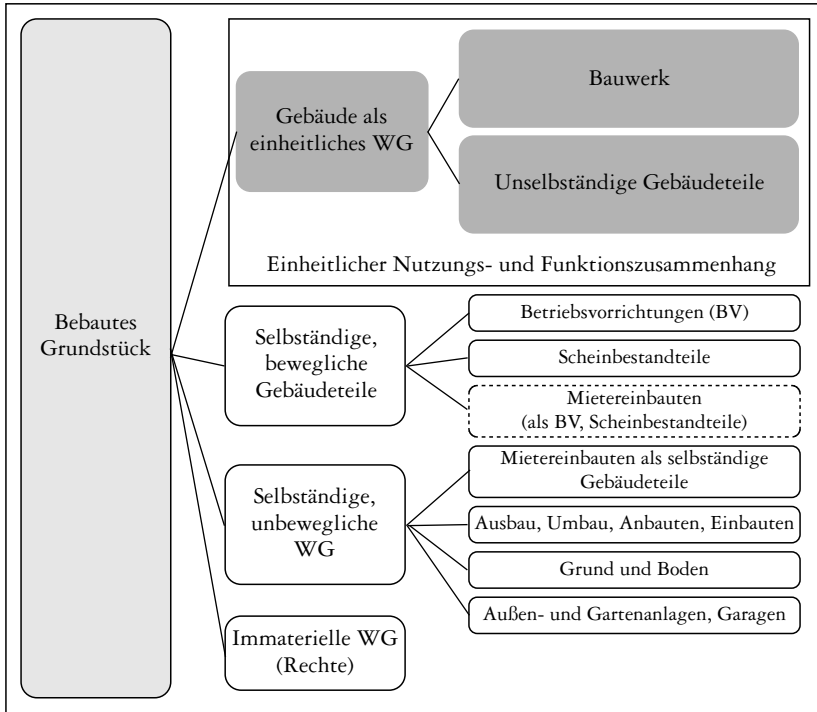 Bebautes
Grundstück
Gebäude als
einheitliches WG
Bauwerk
Unselbständige Gebäudeteile
Einheitlicher Nutzungs- und Funktionszusammenhang
Selbständige,
bewegliche
Gebäudeteile
Betriebsvorrichtungen (BV)
Scheinbestandteile
Mietereinbauten
(als BV, Scheinbestandteile)
Selbständige,
unbewegliche
WG
Mietereinbauten als selbständige
Gebäudeteile
Ausbau, Umbau, Anbauten, Einbauten
Grund und Boden
Außen- und Gartenanlagen, Garagen
Immaterielle WG
(Rechte)